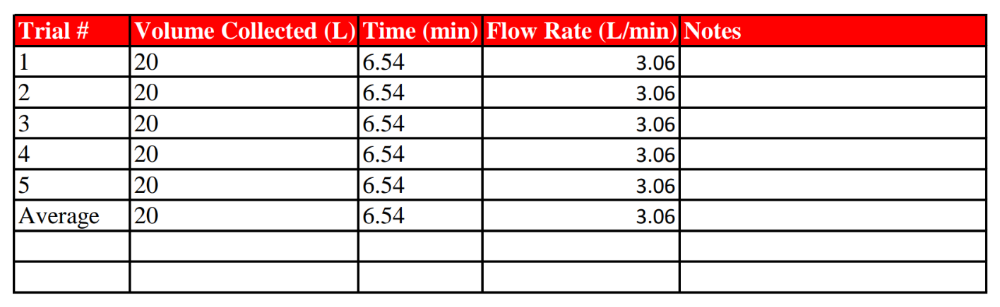 Trial # Volume Collected (L) Time (min) Flow Rate (L/min) Notes
1 20 6.54 3.06
2 20 6.54 3.06
3 20 6.54 3.06
4 20 6.54 3.06
5 20 6.54 3.06
Average 20 6.54 3.06